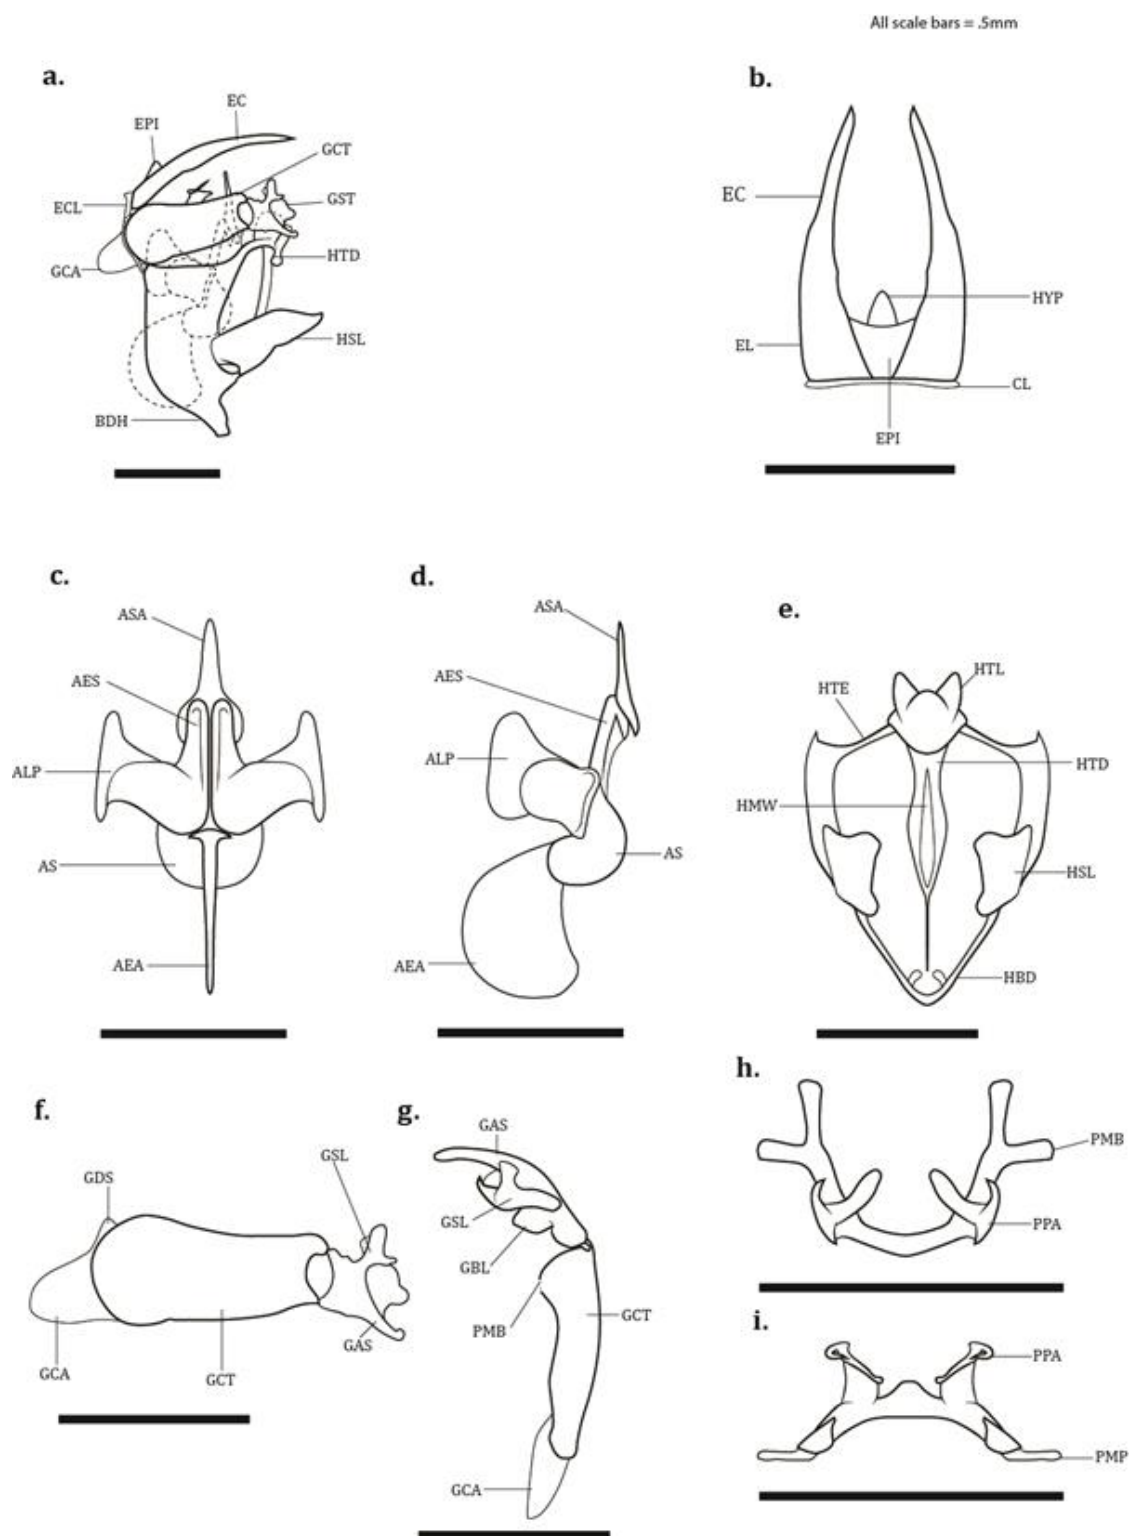 All scale bars = .5mm
a.
EC
EPI
GCT
ECL
GST
GCA
HTD
HSL
BDH
b.
EC
HYP
EL
CL
EPI
c.
ASA
AES
ALP
AS
AEA
d.
ASA
AES
ALP
AS
AEA
e.
HTL
HTE
HTD
HMW
HSL
HBD
f.
GSL
GDS
GAS
GCA
GCT
g.
GAS
GSL
GBL
PMB
GCT
GCA
h.
PMB
PPA
i.
PPA
PMP